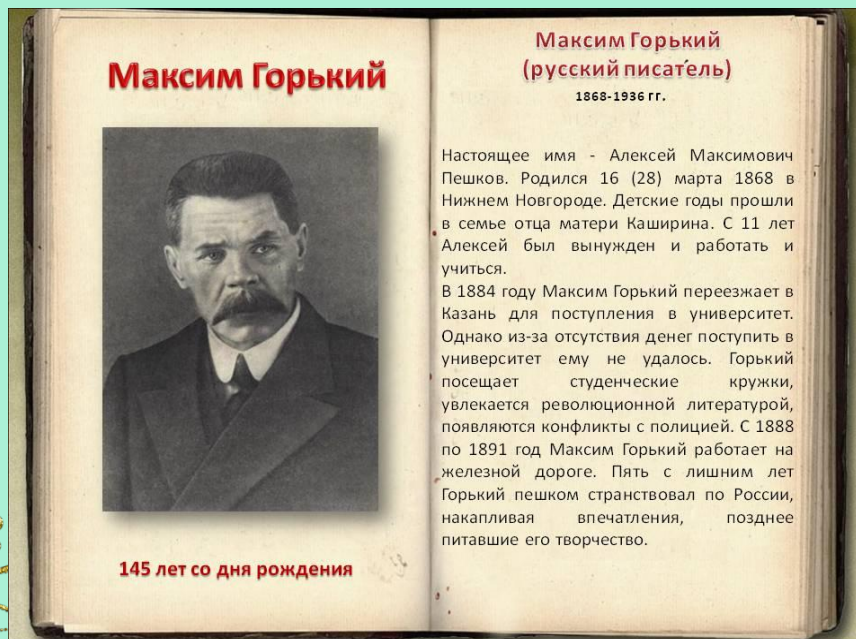 Максим Горький
145 лет со дня рождения
Максим Горький
(русский писатель)
1868-1936 гг.
Настоящее имя - Алексей Максимович
Пешков. Родился 16 (28) марта 1868 в
Нижнем Новгороде. Детские годы прошли
в семье отца матери Каширина. С 11 лет
Алексей был вынужден и работать и
учиться.
В 1884 году Максим Горький переезжает в
Казань для поступления в университет.
Однако из-за отсутствия денег поступить в
университет ему не удалось. Горький
посещает студенческие кружки,
увлекается революционной литературой,
появляются конфликты с полицией. С 1888
по 1891 год Максим Горький работает на
железной дороге. Пять с лишним лет
Горький пешком странствовал по России,
накапливая впечатления, позднее
питавшие его творчество.